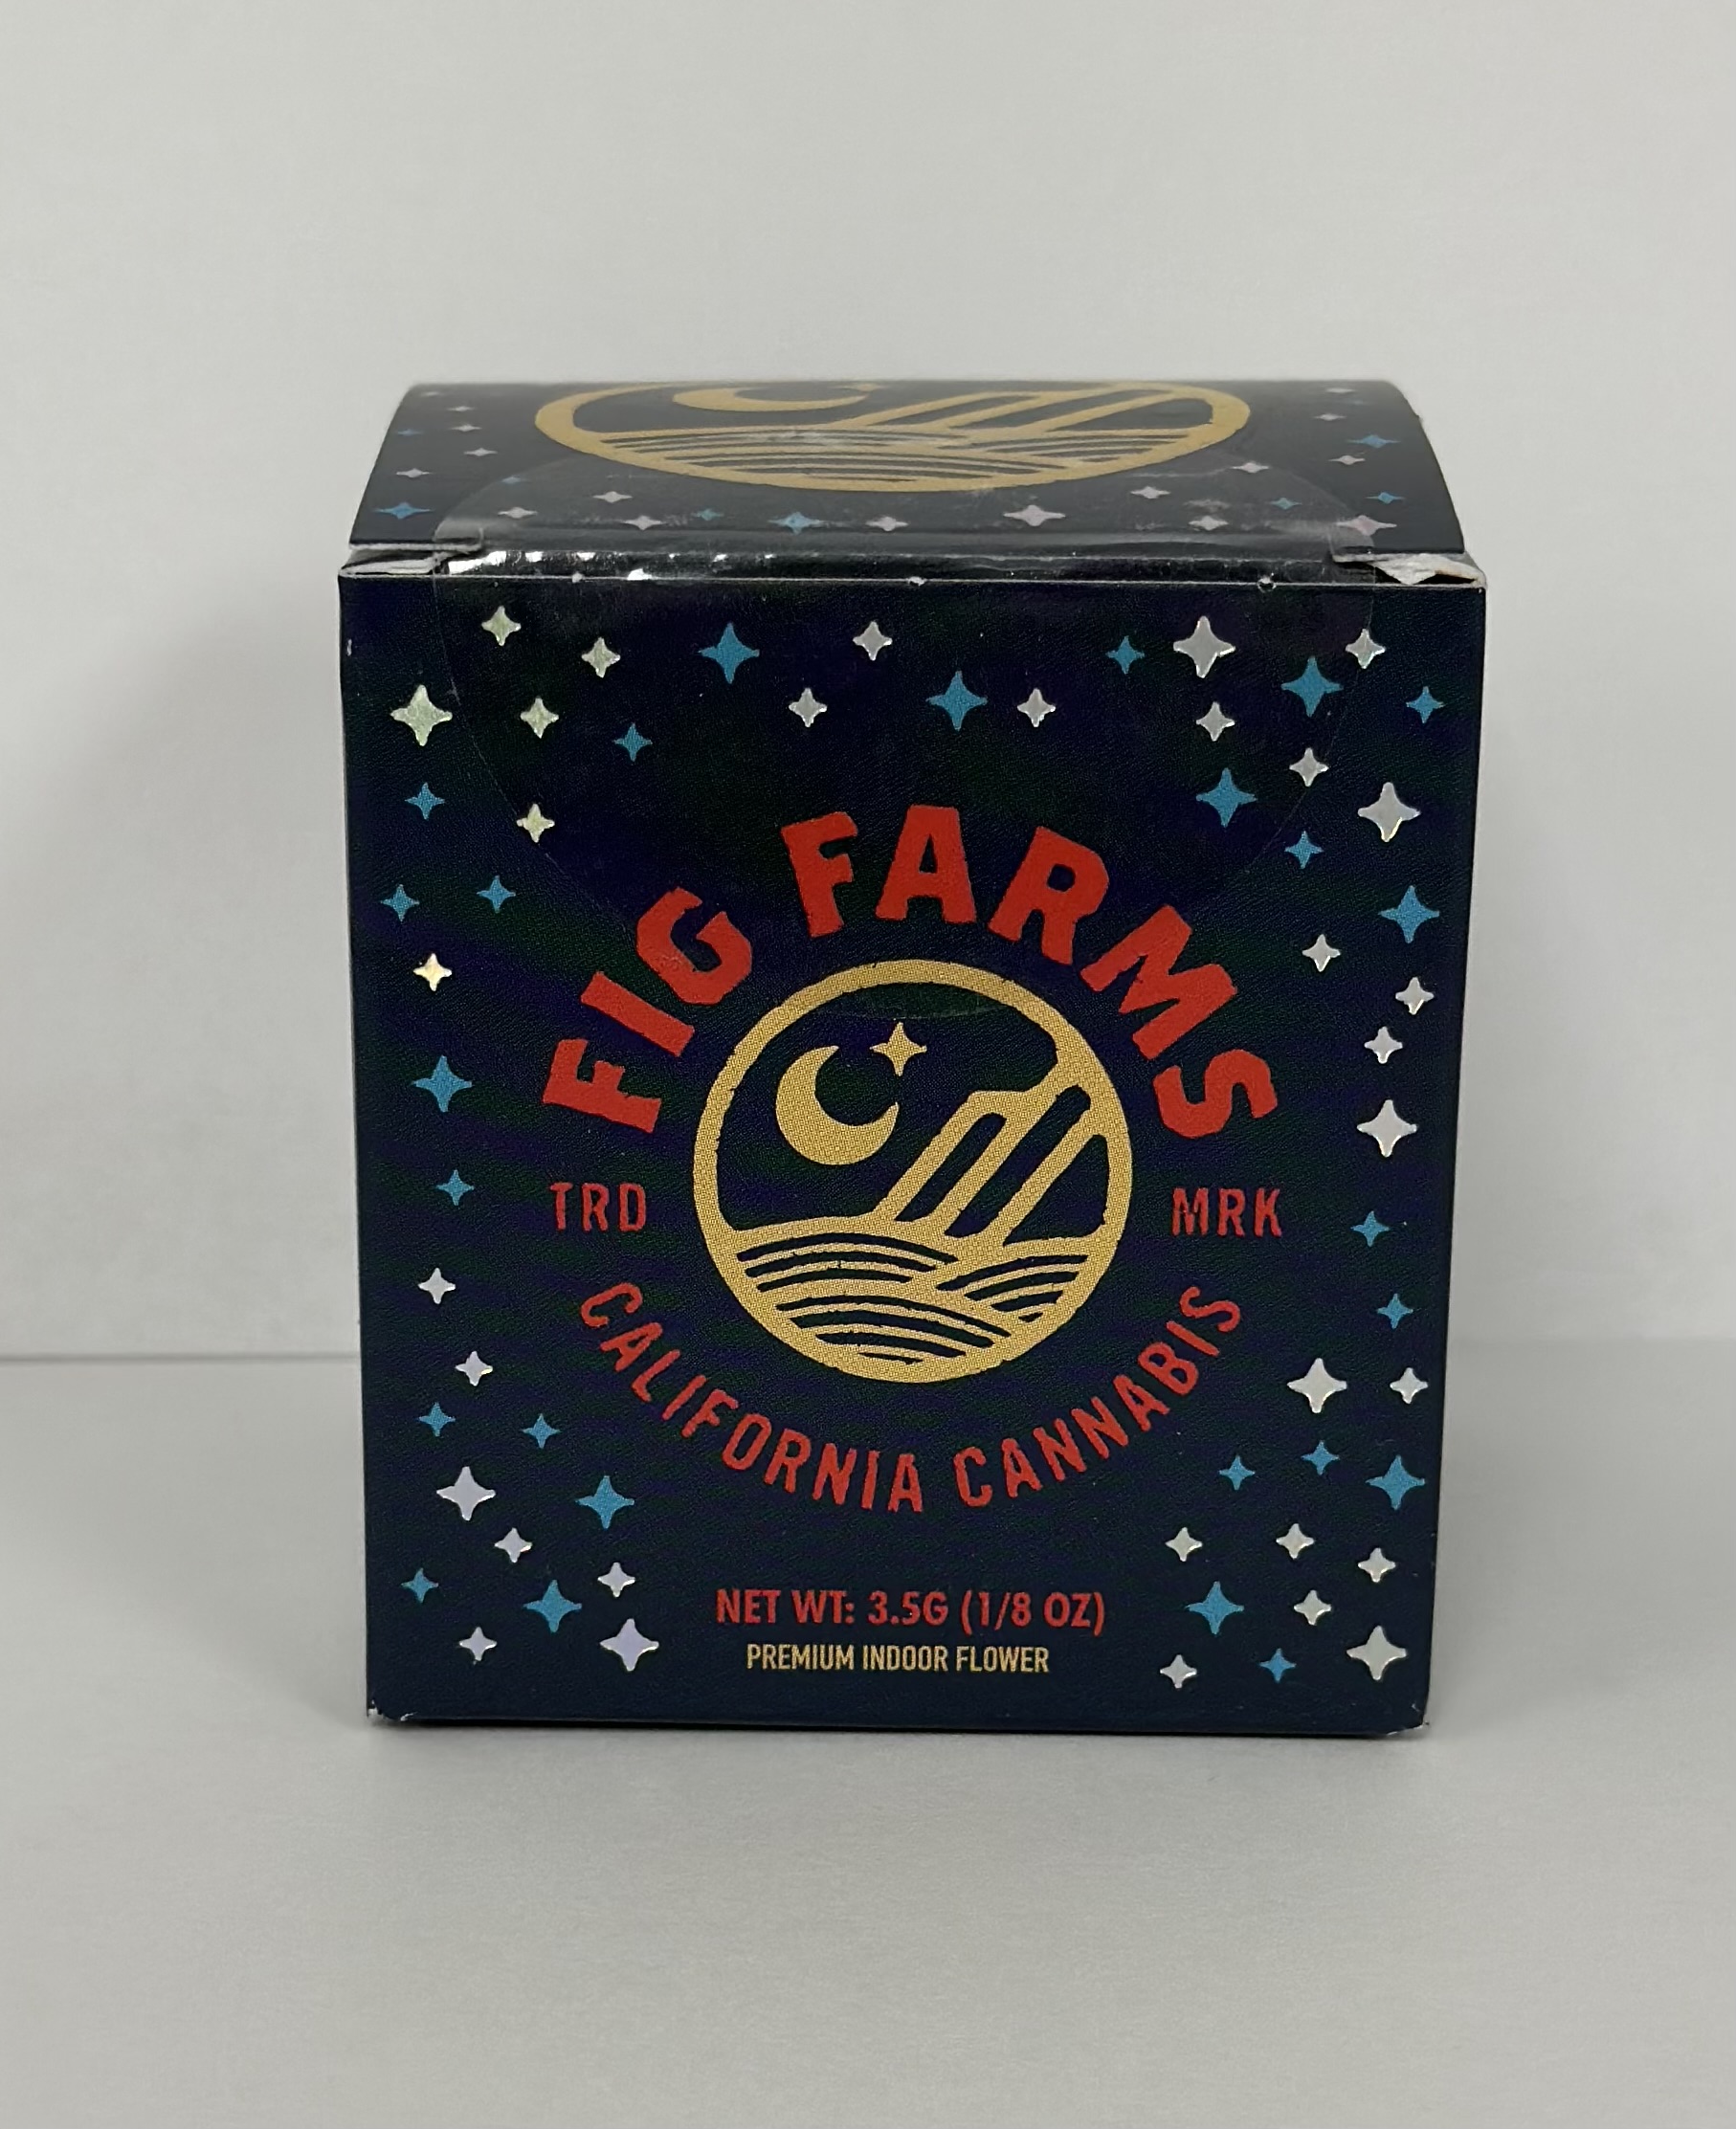 FIG FARMS
TRD MRK
CALIFORNIA CANNABIS
NET WT: 3.5G (1/8 OZ)
PREMIUM INDOOR FLOWER